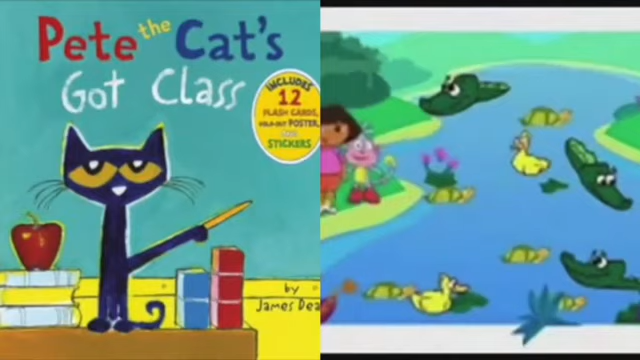 Pete the Cat's
Got Class
INCLUDES
12
FLASH CARDS,
FOLD-OUT POSTER,
AND
STICKERS
by
James Dea